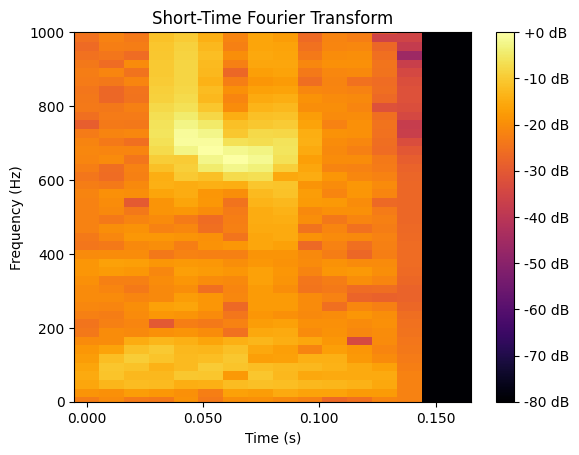 Short-Time Fourier Transform
Frequency (Hz)
1000
800
600
400
200
0
0.000
0.050
0.100
0.150
Time (s)
+0 dB
-10 dB
-20 dB
-30 dB
-40 dB
-50 dB
-60 dB
-70 dB
-80 dB